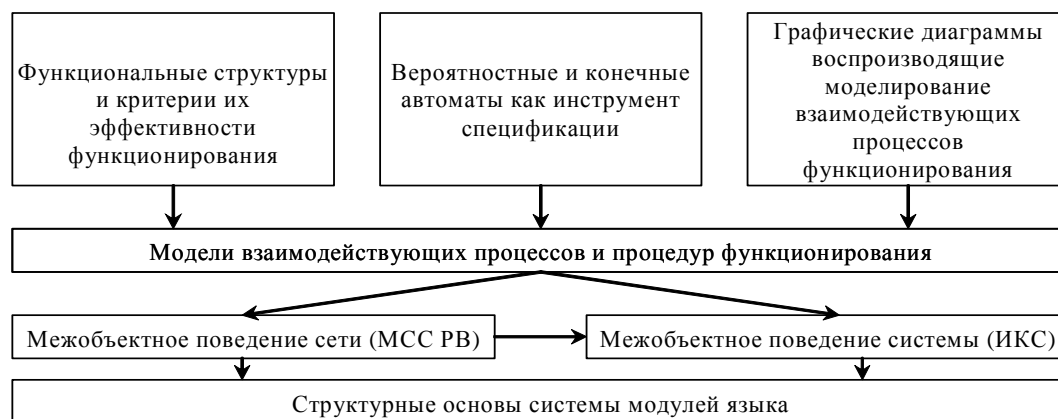 Функциональные структуры
и критерии их
эффективности
функционирования
Вероятностные и конечные
автоматы как инструмент
спецификации
Графические диаграммы
воспроизводящие
моделирование
взаимодействующих
процессов
функционирования
Модели взаимодействующих процессов и процедур функционирования
Межобъектное поведение сети (МСС РВ)
Межобъектное поведение системы (ИКС)
Структурные основы системы модулей языка